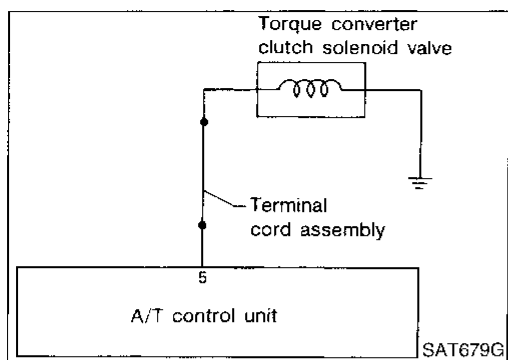 Torque converter
clutch solenoid valve
Terminal
cord assembly
5
A/T control unit
SAT679G